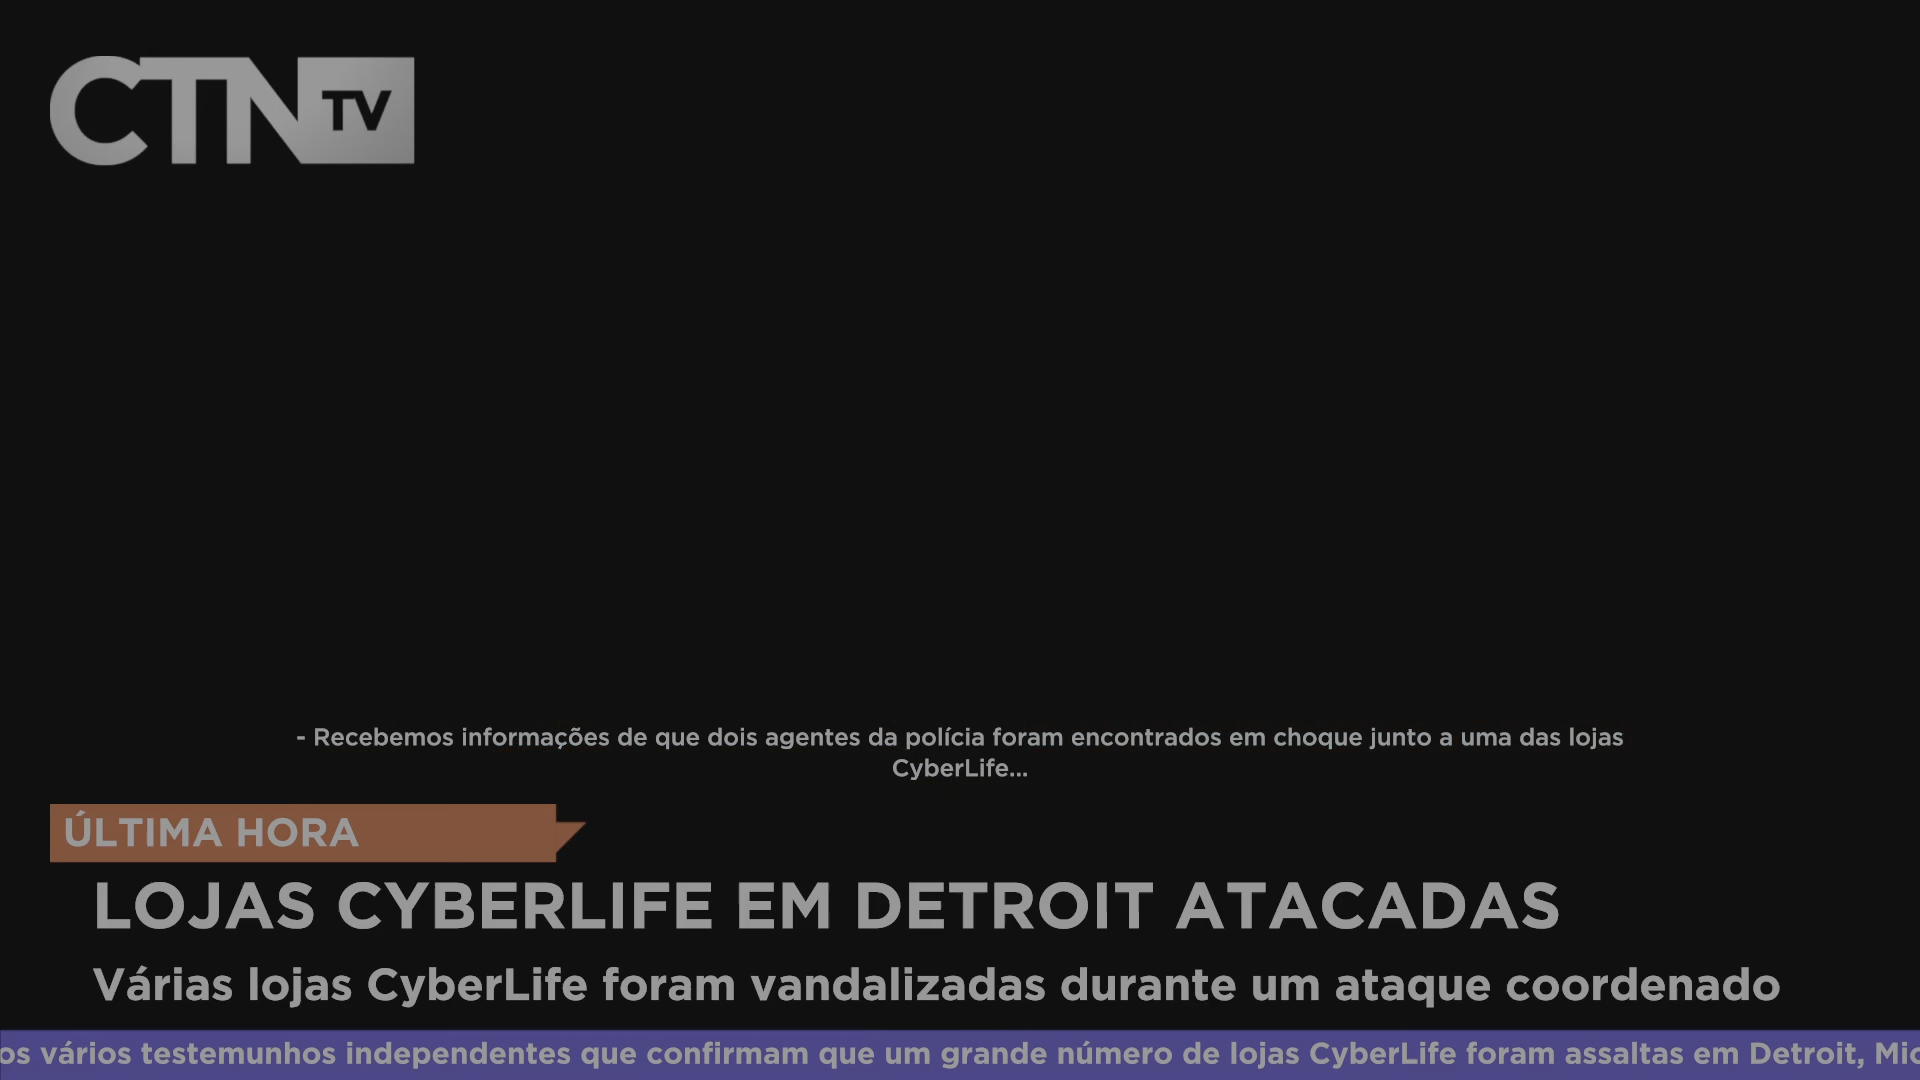 CTN TV
- Recebemos informações de que dois agentes da polícia foram encontrados em choque junto a uma das lojas
CyberLife...
ÚLTIMA HORA
LOJAS CYBERLIFE EM DETROIT ATACADAS
Várias lojas CyberLife foram vandalizadas durante um ataque coordenado
vários testemunhos independentes que confirmam que um grande número de lojas CyberLife foram assaltas em Detroit,